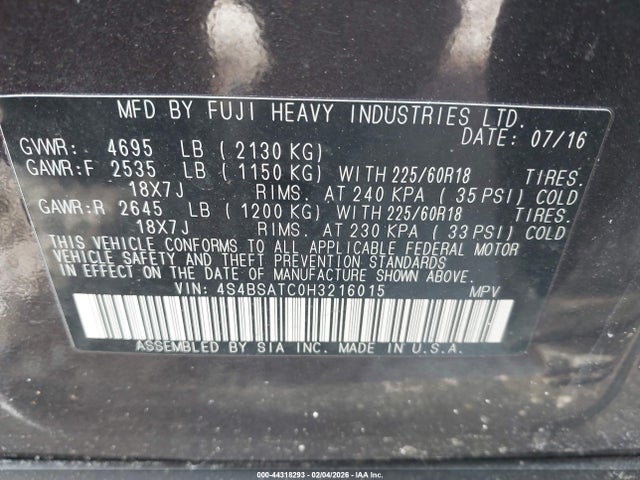 MFD BY FUJI HEAVY INDUSTRIES LTD.
DATE: 07/16
GVWR: 4695 LB ( 2130 KG)
GAWR:F 2535 LB ( 1150 KG) WITH 225/60R18 TIRES.
18X7J RIMS. AT 240 KPA ( 35 PSI) COLD
GAWR:R 2645 LB ( 1200 KG) WITH 225/60R18 TIRES.
18X7J RIMS. AT 230 KPA ( 33 PSI) COLD
THIS VEHICLE CONFORMS TO ALL APPLICABLE FEDERAL MOTOR
VEHICLE SAFETY AND THEFT PREVENTION STANDARDS
IN EFFECT ON THE DATE OF MANUFACTURE SHOWN ABOVE.
VIN: 4S4BSATC0H3216015 MPV
ASSEMBLED BY SIA INC. MADE IN U.S.A.
000-44318293 - 02/04/2026 - IAA Inc.